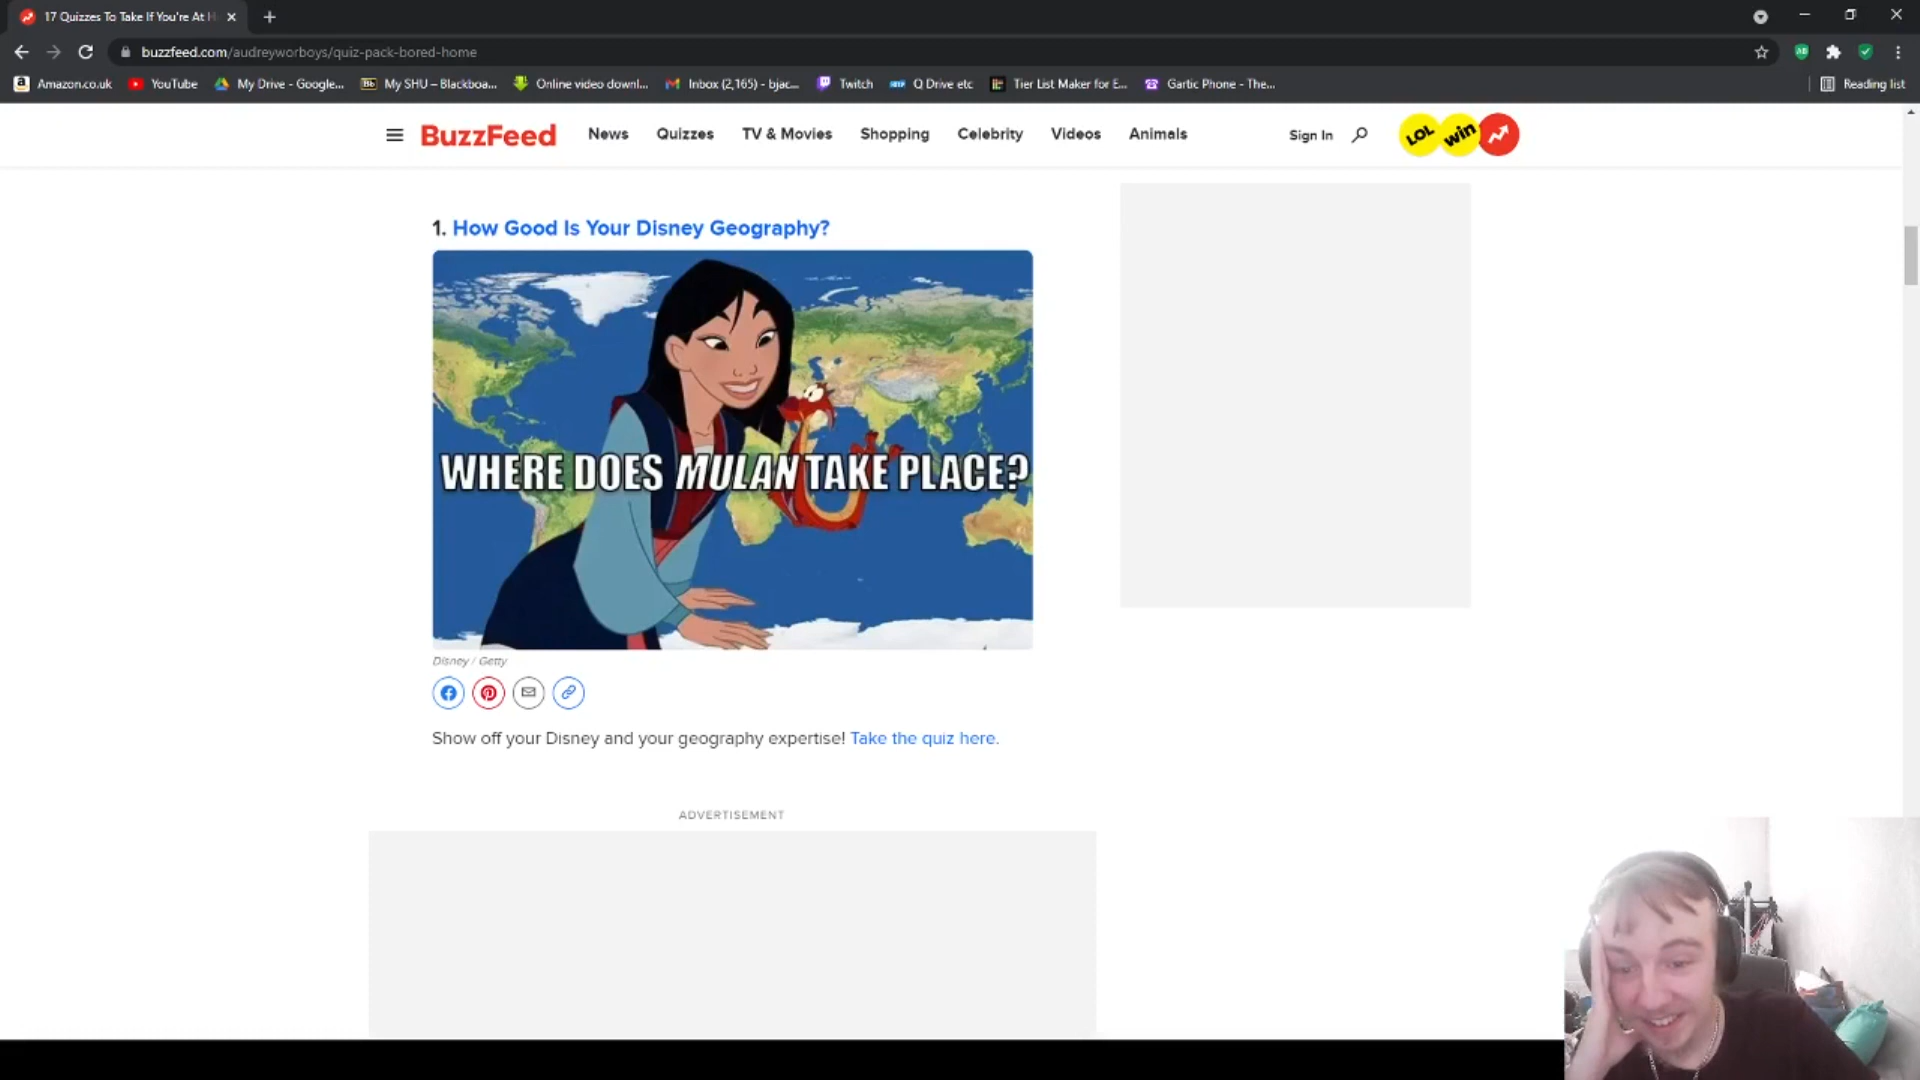 17 Quizzes To Take If You're At H
buzzfeed.com/audreyworboys/quiz-pack-bored-home
Amazon.co.uk YouTube My Drive - Google... Bb My SHU – Blackboa... Online video downl... Inbox (2,165) - bjac... Twitch Q Drive etc Tier List Maker for E... Gartic Phone - The... Reading list
BuzzFeed News Quizzes TV & Movies Shopping Celebrity Videos Animals Sign In LOL win
1. How Good Is Your Disney Geography?
WHERE DOES MULAN TAKE PLACE?
Disney / Getty
Show off your Disney and your geography expertise! Take the quiz here.
ADVERTISEMENT